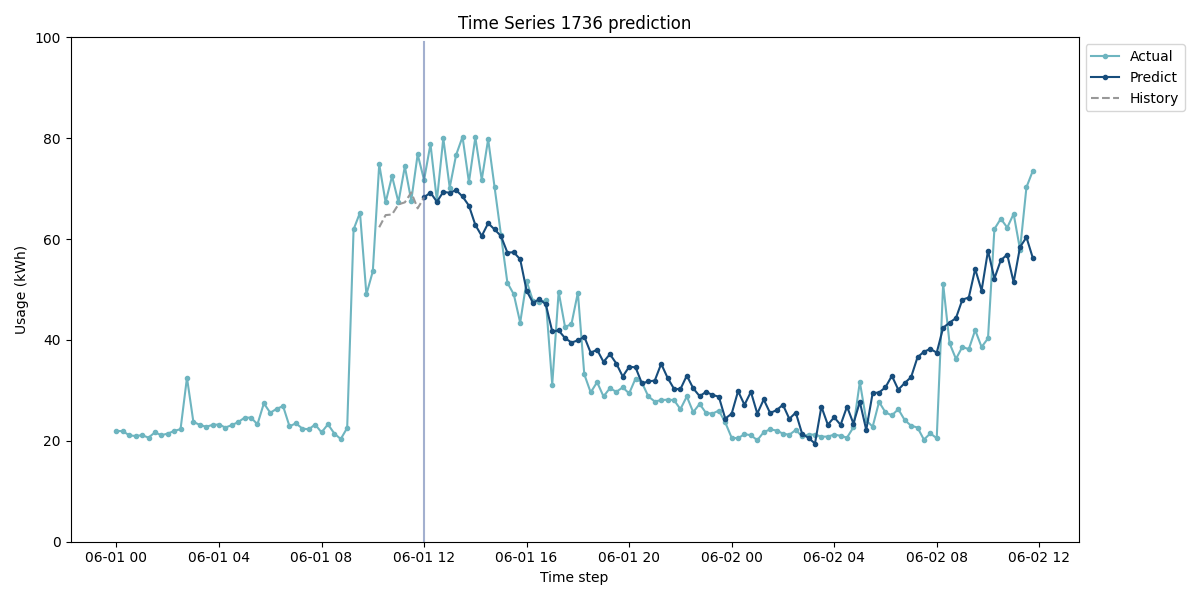 Time Series 1736 prediction
100
80
60
40
20
0
Usage (kWh)
06-01 00 06-01 04 06-01 08 06-01 12 06-01 16 06-01 20 06-02 00 06-02 04 06-02 08 06-02 12
Time step
Actual
Predict
History